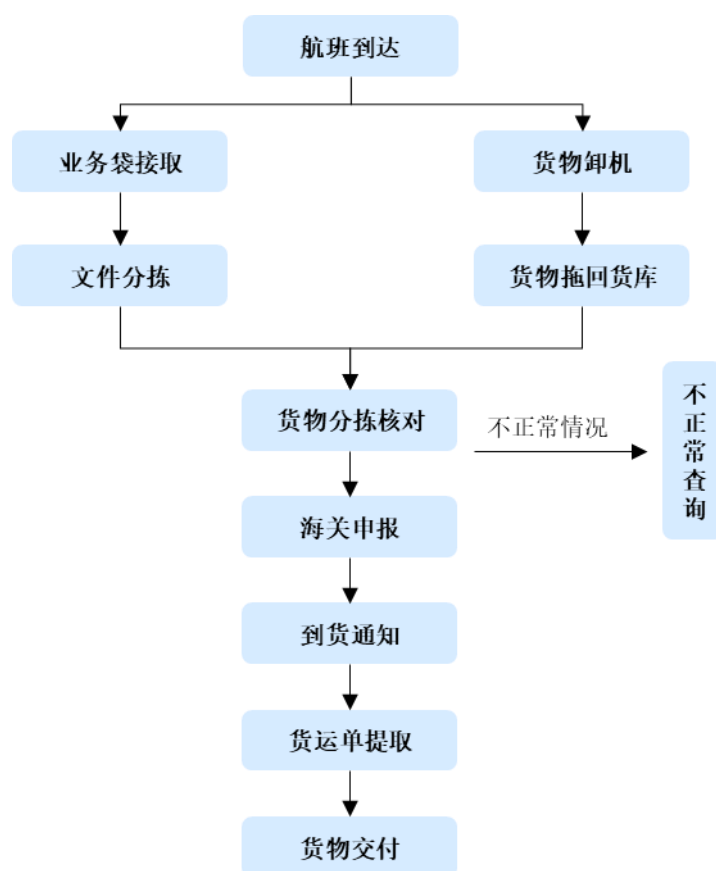 航班到达
业务袋接取
货物卸机
文件分拣
货物拖回货库
货物分拣核对
不正常情况
不正常查询
海关申报
到货通知
货运单提取
货物交付